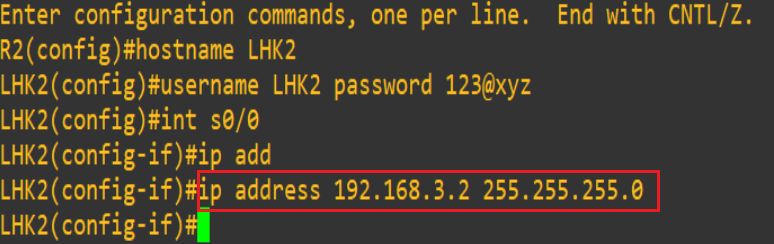 Enter configuration commands, one per line.  End with CNTL/Z.
R2(config)#hostname LHK2
LHK2(config)#username LHK2 password 123@xyz
LHK2(config)#int s0/0
LHK2(config-if)#ip add
LHK2(config-if)#ip address 192.168.3.2 255.255.255.0
LHK2(config-if)#